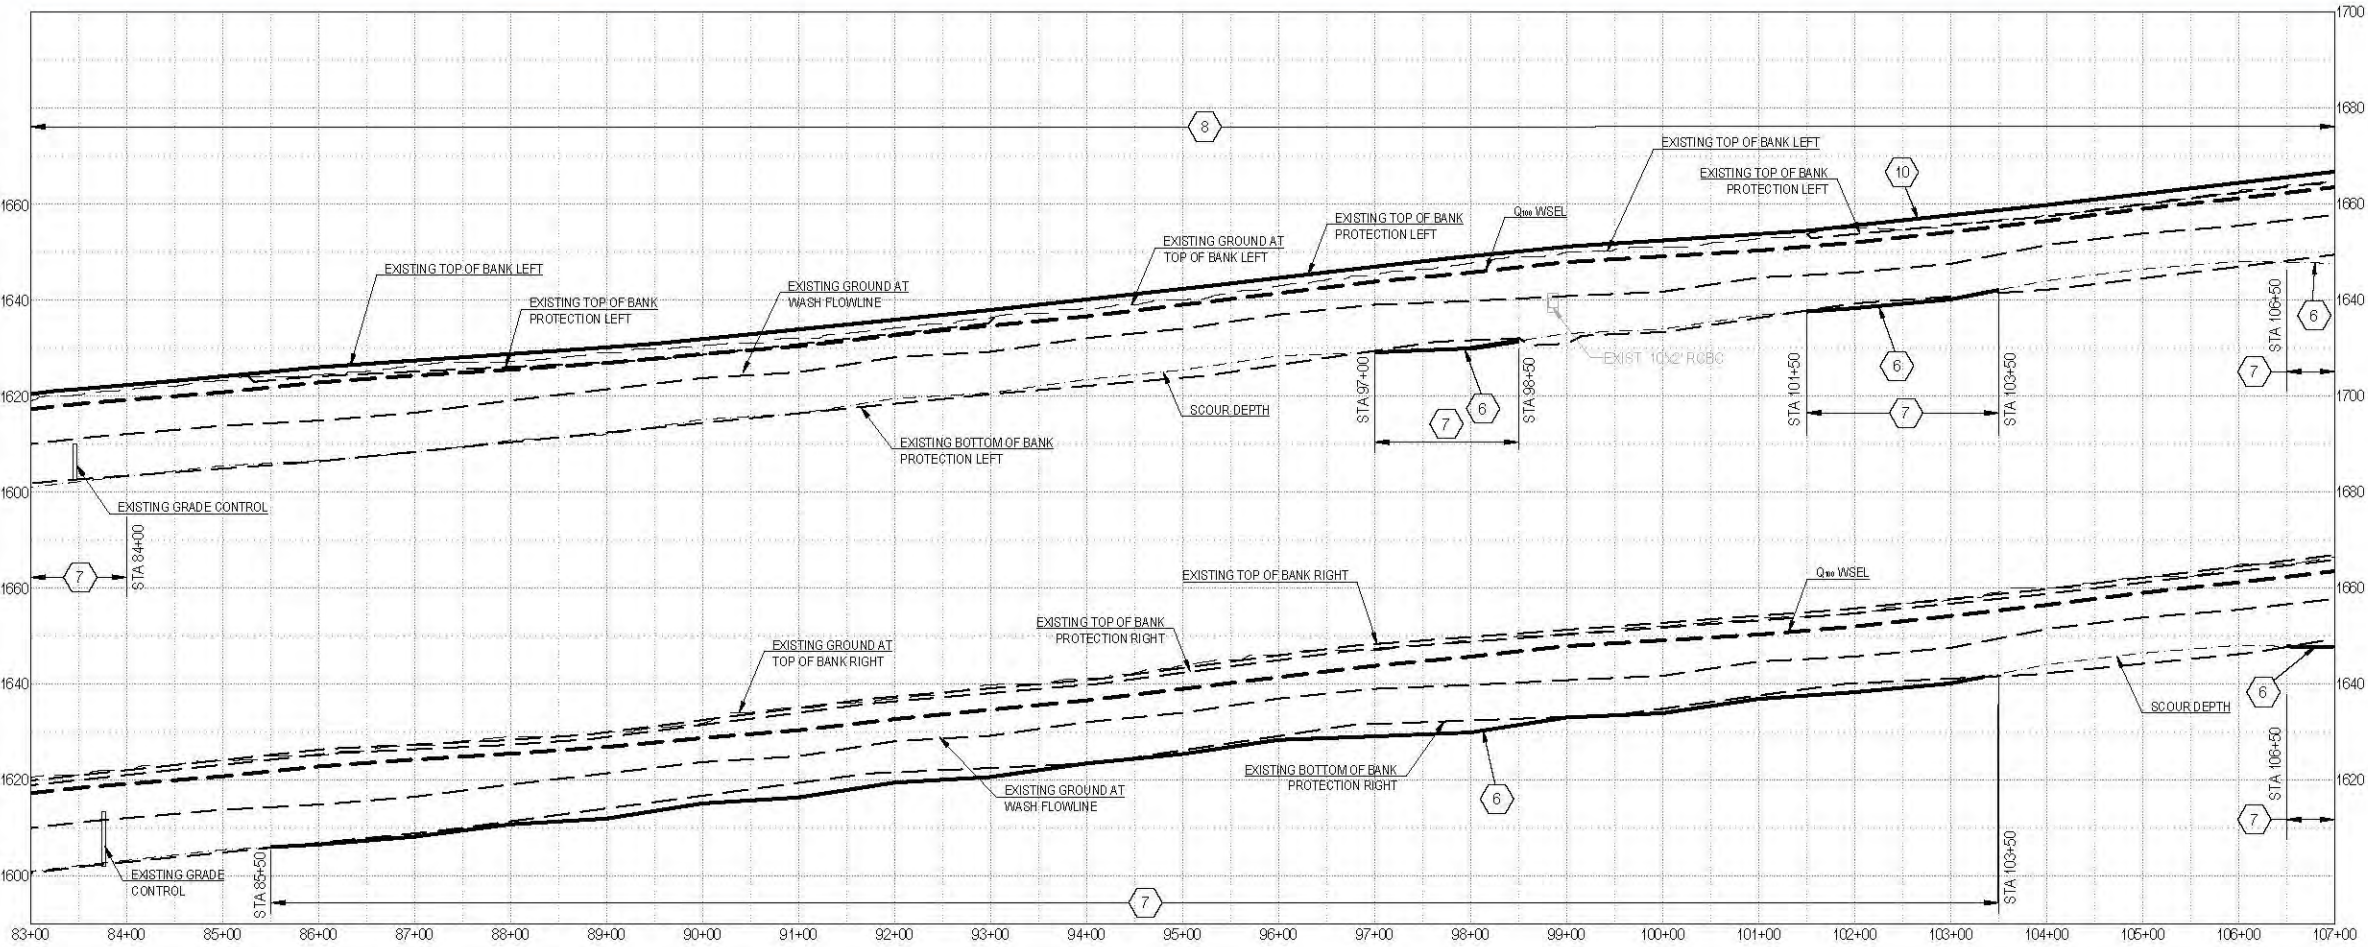 1700
1680
8
EXISTING TOP OF BANK LEFT
EXISTING TOP OF BANK
PROTECTION LEFT
10
1660
1660
Q100 WSEL
EXISTING TOP OF BANK
PROTECTION LEFT
EXISTING GROUND AT
TOP OF BANK LEFT
EXISTING TOP OF BANK LEFT
EXISTING GROUND AT
WASH FLOWLINE
EXISTING TOP OF BANK
PROTECTION LEFT
1640
1640
STA 106+50
6
EXIST. 10'x2' RCBC
6
7
STA 97+00
STA 98+50
STA 101+50
STA 103+50
1620
1700
SCOUR DEPTH
6
7
7
EXISTING BOTTOM OF BANK
PROTECTION LEFT
1600
1680
EXISTING GRADE CONTROL
STA 84+00
7
1660
1660
EXISTING TOP OF BANK RIGHT
Q100 WSEL
EXISTING TOP OF BANK
PROTECTION RIGHT
EXISTING GROUND AT
TOP OF BANK RIGHT
1640
1640
6
SCOUR DEPTH
STA 106+50
EXISTING BOTTOM OF BANK
PROTECTION RIGHT
6
EXISTING GROUND AT
WASH FLOWLINE
1620
1620
7
1600
EXISTING GRADE
CONTROL
STA 85+50
STA 103+50
7
83+00 84+00 85+00 86+00 87+00 88+00 89+00 90+00 91+00 92+00 93+00 94+00 95+00 96+00 97+00 98+00 99+00 100+00 101+00 102+00 103+00 104+00 105+00 106+00 107+00